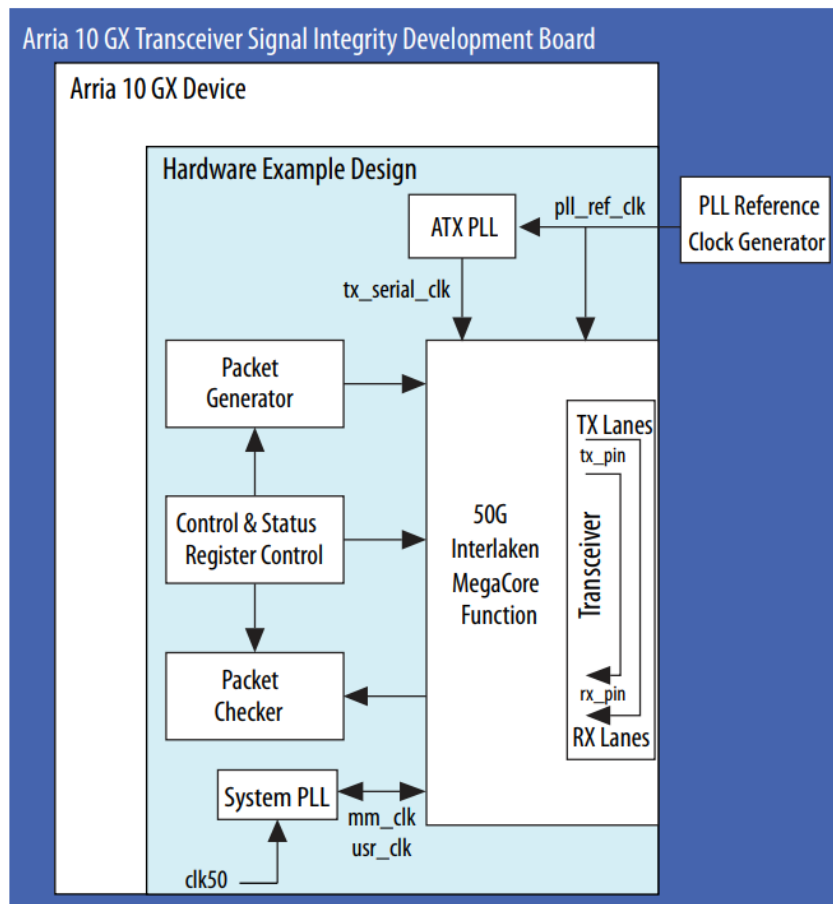 Arria 10 GX Transceiver Signal Integrity Development Board
Arria 10 GX Device
Hardware Example Design
ATX PLL
pll_ref_clk
PLL Reference
Clock Generator
tx_serial_clk
Packet
Generator
TX Lanes
tx_pin
Control & Status
Register Control
50G
Interlaken
MegaCore
Function
Transceiver
Packet
Checker
rx_pin
RX Lanes
System PLL
mm_clk
usr_clk
clk50